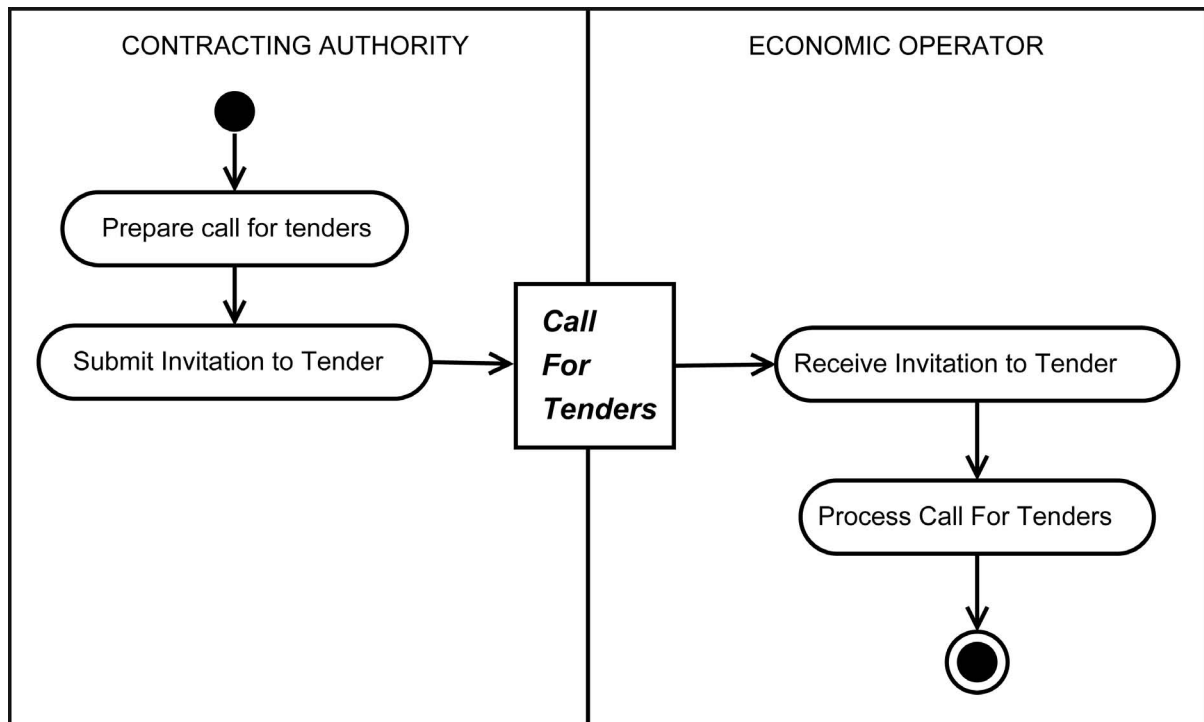 CONTRACTING AUTHORITY
ECONOMIC OPERATOR
Prepare call for tenders
Submit Invitation to Tender
Call
For
Tenders
Receive Invitation to Tender
Process Call For Tenders